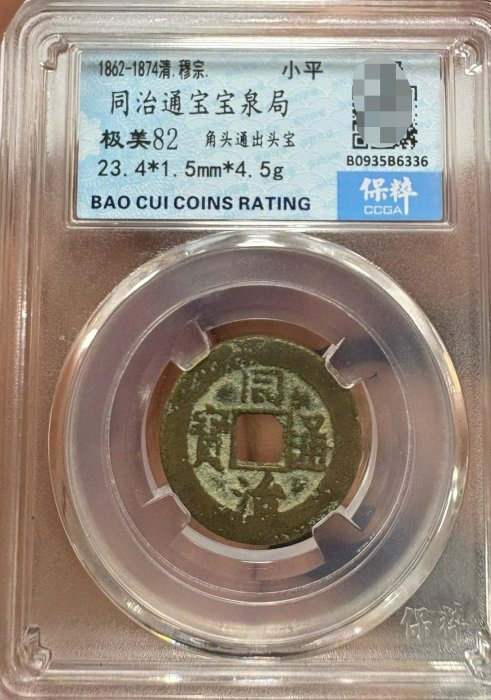 1862-1874清.穆宗. 小平
同治通宝宝泉局
极美82 角头通出头宝
B0935B6336
23.4*1.5mm*4.5g
保粹
CCGA
BAO CUI COINS RATING
同
寳 通
治
保粹